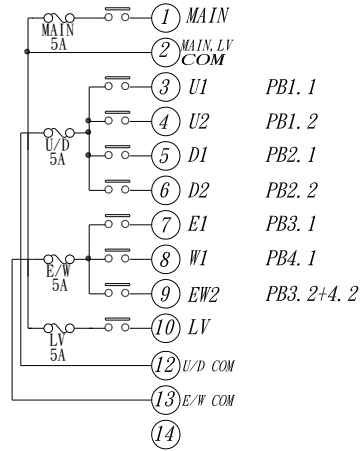 1 MAIN
MAIN
5A
2 MAIN, LV
COM
3 U1 PB1. 1
4 U2 PB1. 2
U/D
5A
5 D1 PB2. 1
6 D2 PB2. 2
7 E1 PB3. 1
8 W1 PB4. 1
E/W
5A
9 EW2 PB3. 2+4. 2
10 LV
LV
5A
12 U/D COM
13 E/W COM
14